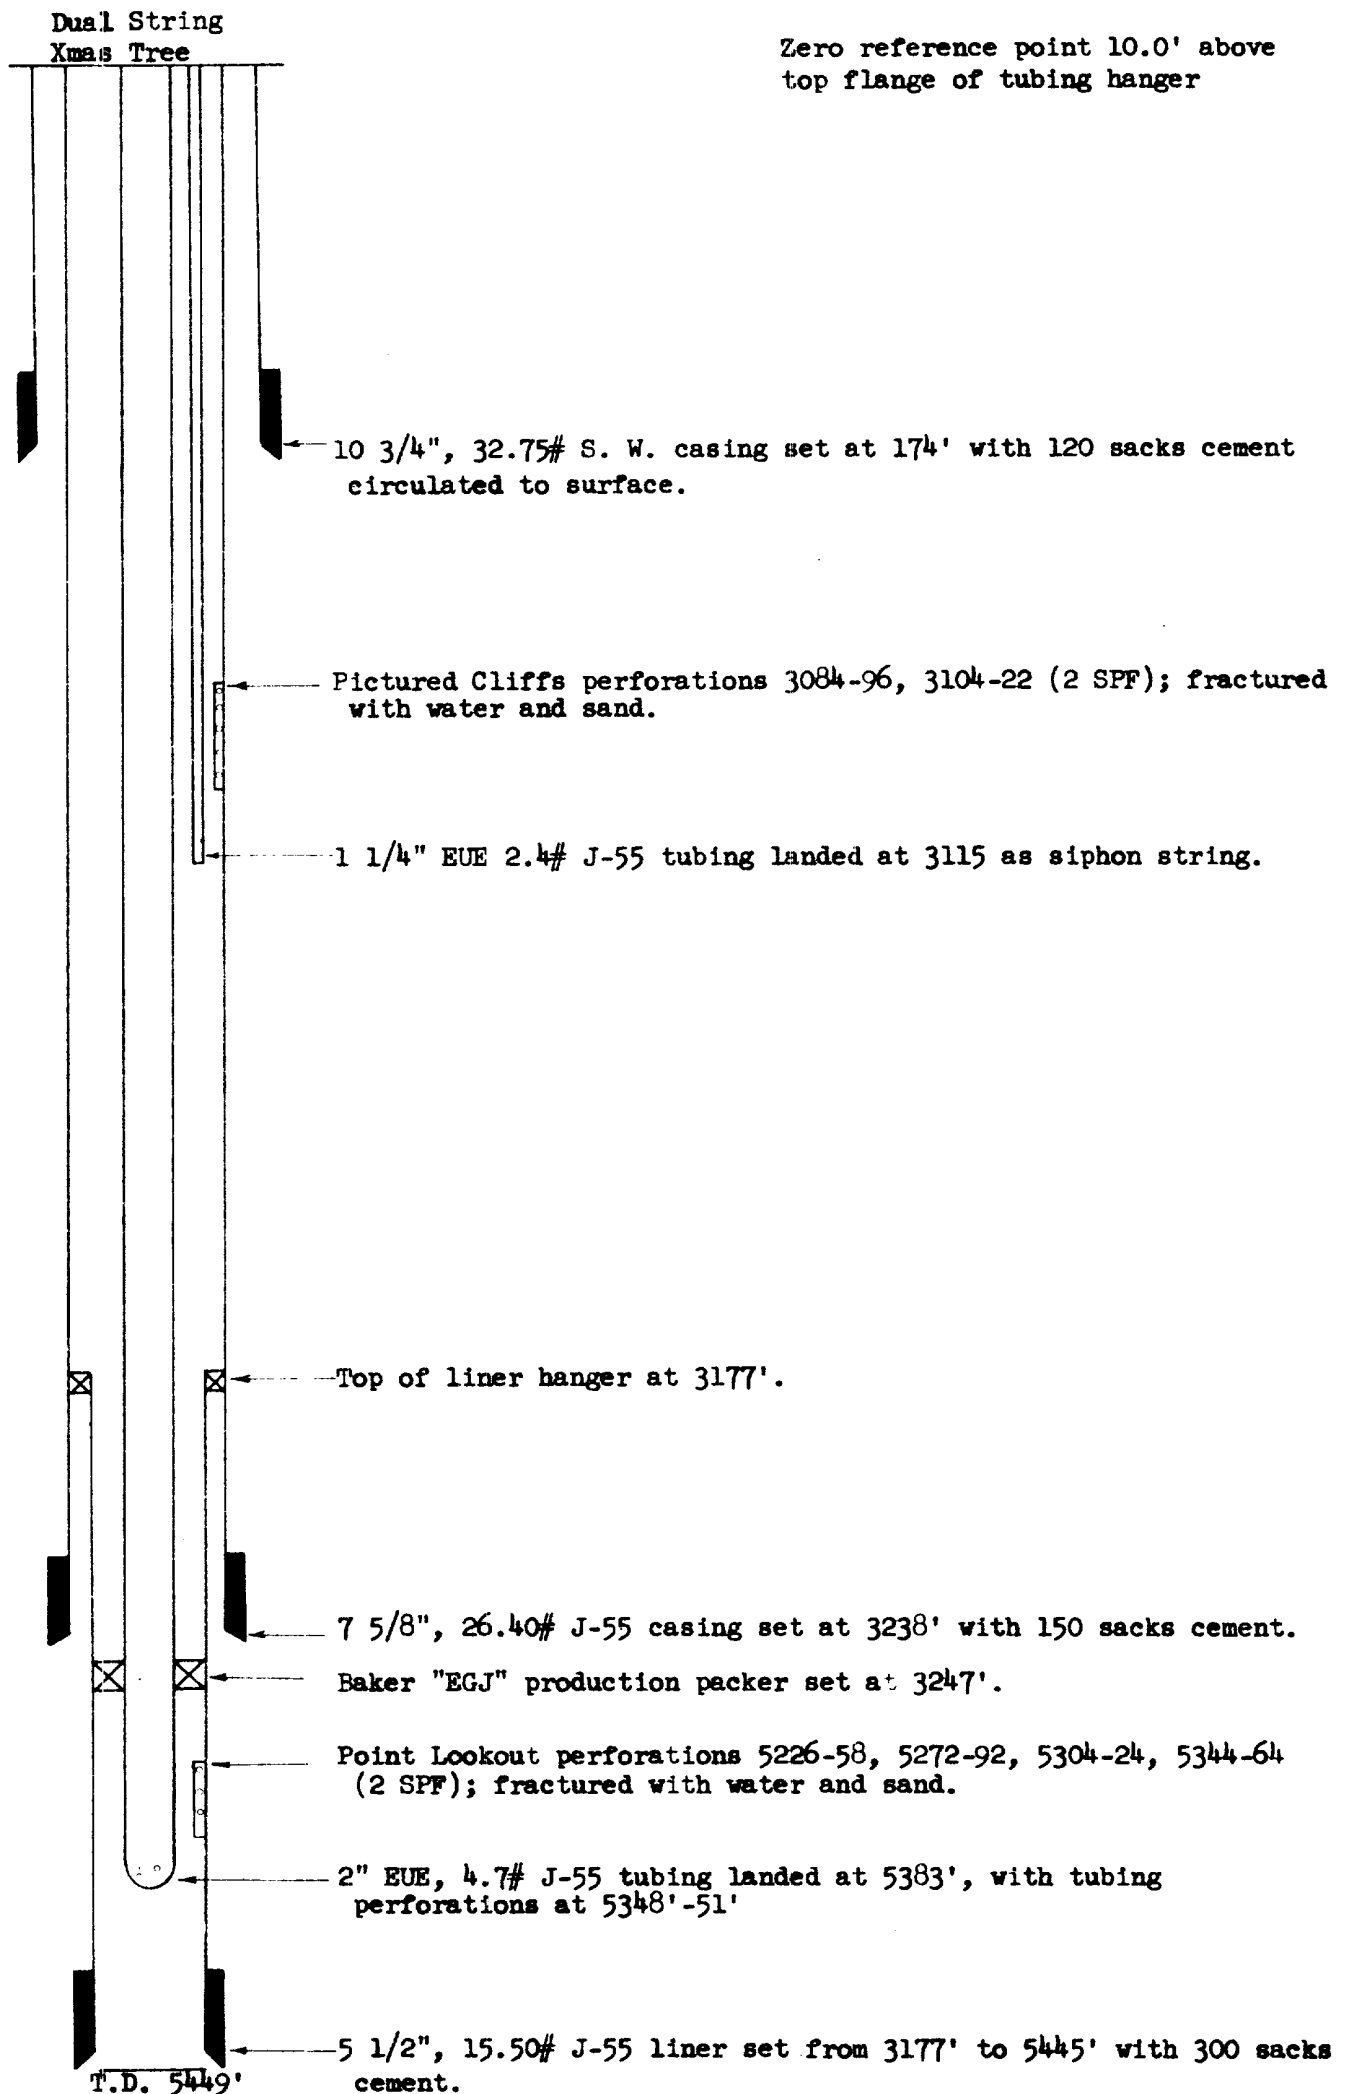 Dual String
Xmas Tree
Zero reference point 10.0' above
top flange of tubing hanger
10 3/4", 32.75# S. W. casing set at 174' with 120 sacks cement
circulated to surface.
Pictured Cliffs perforations 3084-96, 3104-22 (2 SPF); fractured
with water and sand.
1 1/4" EUE 2.4# J-55 tubing landed at 3115 as siphon string.
Top of liner hanger at 3177'.
7 5/8", 26.40# J-55 casing set at 3238' with 150 sacks cement.
Baker "EGJ" production packer set at 3247'.
Point Lookout perforations 5226-58, 5272-92, 5304-24, 5344-64
(2 SPF); fractured with water and sand.
2" EUE, 4.7# J-55 tubing landed at 5383', with tubing
perforations at 5348'-51'
5 1/2", 15.50# J-55 liner set from 3177' to 5445' with 300 sacks
cement.
T.D. 5449'